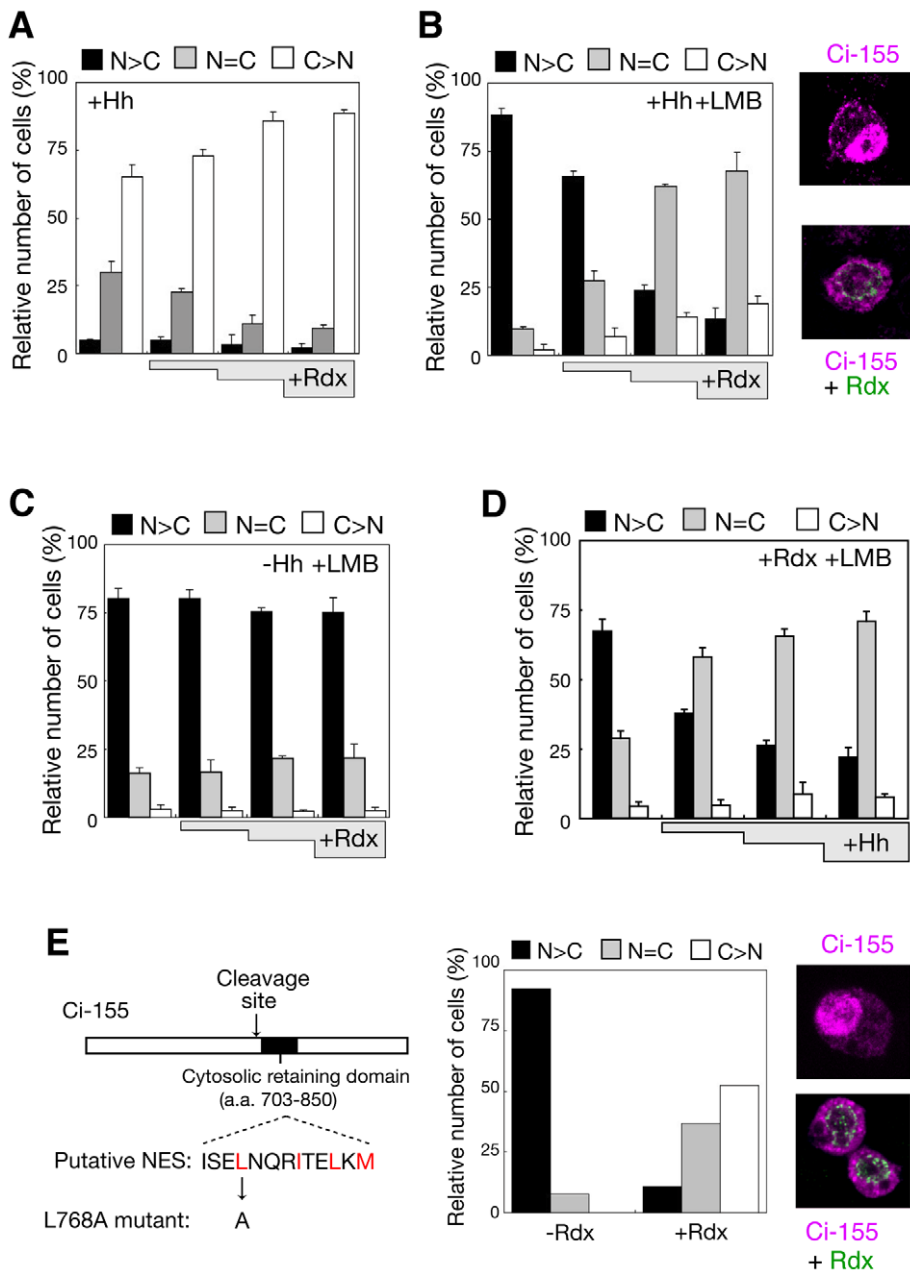 A
N>C N=C C>N
Relative number of cells (%)
100
75
50
25
0
+Hh
+Rdx
B
N>C N=C C>N
Relative number of cells (%)
100
75
50
25
0
+Hh +LMB
+Rdx
Ci-155
Ci-155
+ Rdx
C
N>C N=C C>N
Relative number of cells (%)
100
75
50
25
0
-Hh +LMB
+Rdx
D
N>C N=C C>N
Relative number of cells (%)
100
75
50
25
0
+Rdx +LMB
+Hh
E
Cleavage
site
Ci-155
Cytosolic retaining domain
(a.a. 703-850)
Putative NES: ISELNQRITELKM
L768A mutant: A
N>C N=C C>N
Relative number of cells (%)
100
75
50
25
0
-Rdx +Rdx
Ci-155
Ci-155
+ Rdx